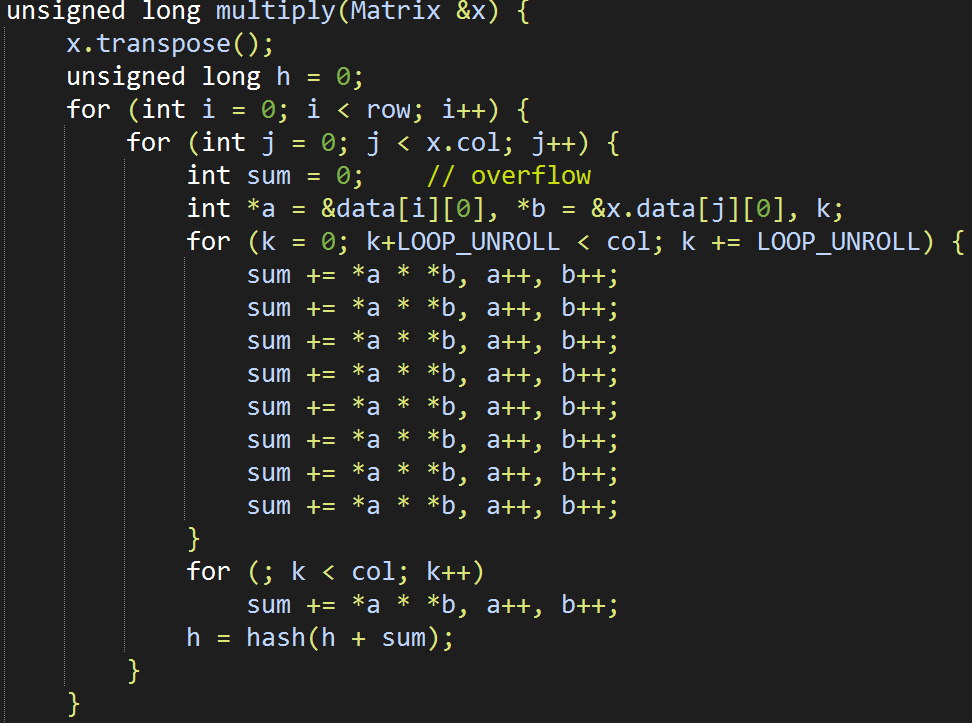 unsigned long multiply(Matrix &x) {
    x.transpose();
    unsigned long h = 0;
    for (int i = 0; i < row; i++) {
        for (int j = 0; j < x.col; j++) {
            int sum = 0;    // overflow
            int *a = &data[i][0], *b = &x.data[j][0], k;
            for (k = 0; k+LOOP_UNROLL < col; k += LOOP_UNROLL) {
                sum += *a * *b, a++, b++;
                sum += *a * *b, a++, b++;
                sum += *a * *b, a++, b++;
                sum += *a * *b, a++, b++;
                sum += *a * *b, a++, b++;
                sum += *a * *b, a++, b++;
                sum += *a * *b, a++, b++;
                sum += *a * *b, a++, b++;
            }
            for (; k < col; k++)
                sum += *a * *b, a++, b++;
            h = hash(h + sum);
        }
    }